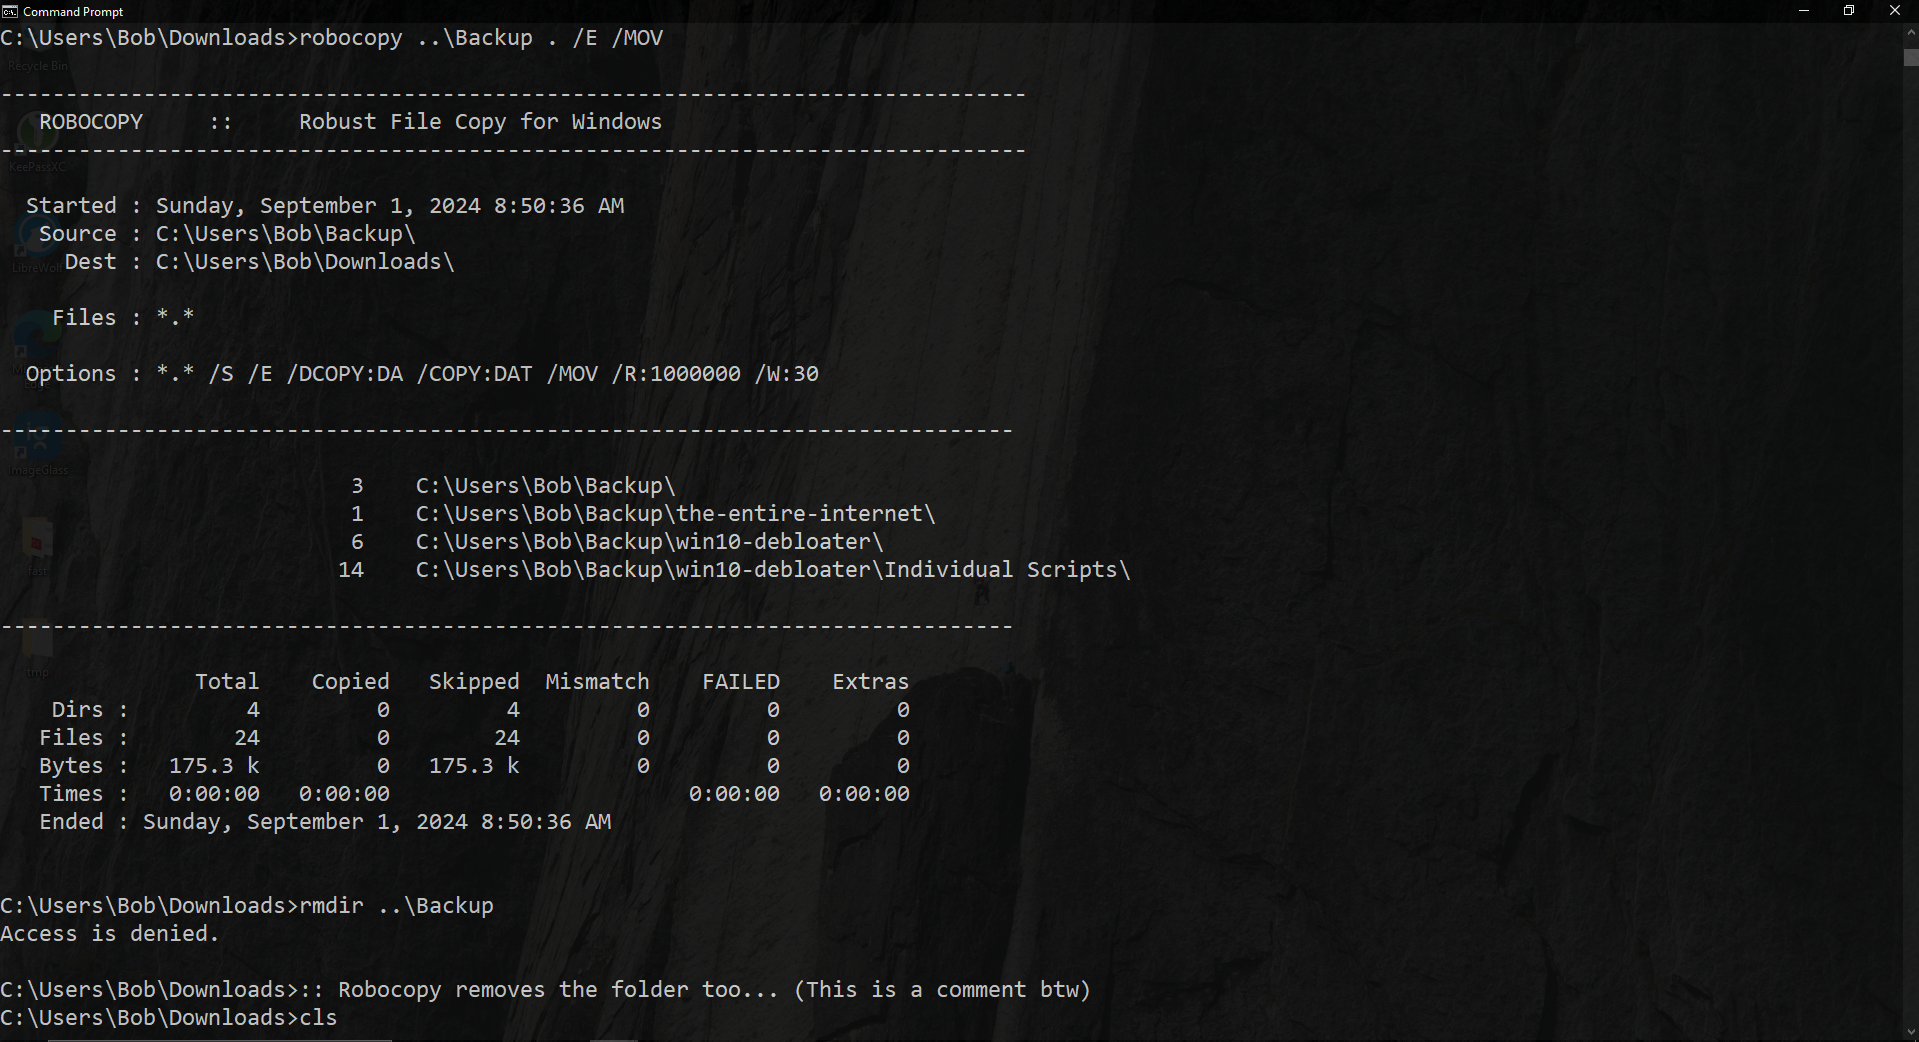 Command Prompt
C:\Users\Bob\Downloads>robocopy ..\Backup . /E /MOV
Recycle Bin
-------------------------------------------------------------------------------
   ROBOCOPY     ::     Robust File Copy for Windows
-------------------------------------------------------------------------------
KeePassXC
  Started : Sunday, September 1, 2024 8:50:36 AM
   Source : C:\Users\Bob\Backup\
     Dest : C:\Users\Bob\Downloads\
LibreWolf
    Files : *.*
  Options : *.* /S /E /DCOPY:DA /COPY:DAT /MOV /R:1000000 /W:30
------------------------------------------------------------------------------
ImageGlass
                           3    C:\Users\Bob\Backup\
                           1    C:\Users\Bob\Backup\the-entire-internet\
                           6    C:\Users\Bob\Backup\win10-debloater\
                          14    C:\Users\Bob\Backup\win10-debloater\Individual Scripts\
fast
------------------------------------------------------------------------------
tmp
               Total    Copied   Skipped  Mismatch    FAILED    Extras
    Dirs :         4         0         4         0         0         0
   Files :        24         0        24         0         0         0
   Bytes :   175.3 k         0   175.3 k         0         0         0
   Times :   0:00:00   0:00:00                       0:00:00   0:00:00
   Ended : Sunday, September 1, 2024 8:50:36 AM
C:\Users\Bob\Downloads>rmdir ..\Backup
Access is denied.
C:\Users\Bob\Downloads>:: Robocopy removes the folder too... (This is a comment btw)
C:\Users\Bob\Downloads>cls